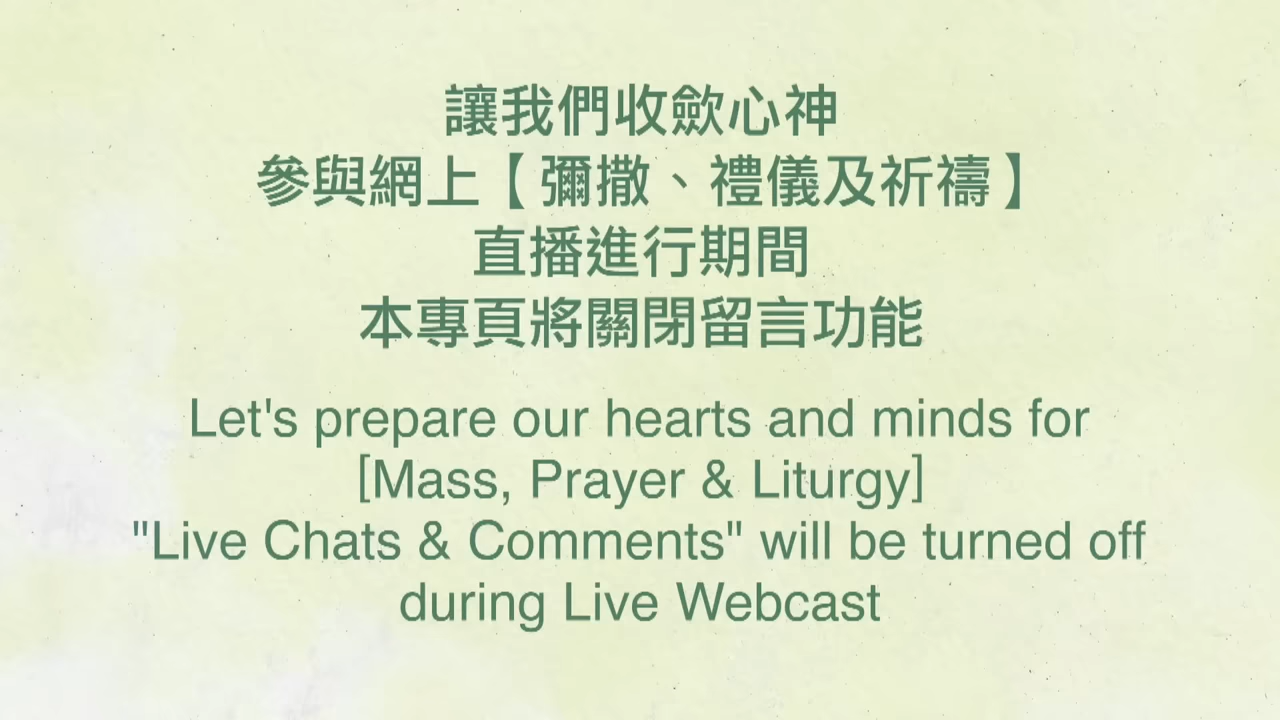 讓我們收歛心神
參與網上【彌撒、禮儀及祈禱】
直播進行期間
本專頁將關閉留言功能
Let's prepare our hearts and minds for
[Mass, Prayer & Liturgy]
"Live Chats & Comments" will be turned off
during Live Webcast